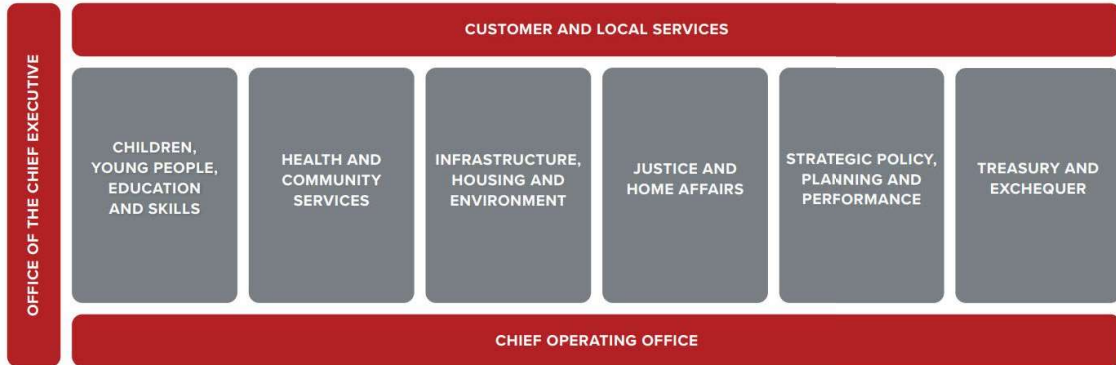 OFFICE OF THE CHIEF EXECUTIVE
CUSTOMER AND LOCAL SERVICES
CHILDREN,
YOUNG PEOPLE,
EDUCATION
AND SKILLS
HEALTH AND
COMMUNITY
SERVICES
INFRASTRUCTURE,
HOUSING AND
ENVIRONMENT
JUSTICE AND
HOME AFFAIRS
STRATEGIC POLICY,
PLANNING AND
PERFORMANCE
TREASURY AND
EXCHEQUER
CHIEF OPERATING OFFICE